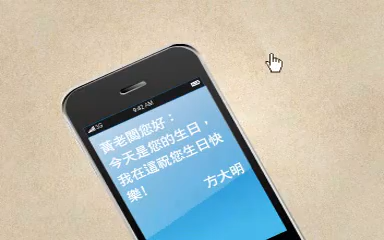 3G
9:42 AM
黃老闆您好：
今天是您的生日，
我在這祝您生日快
樂!
方大明